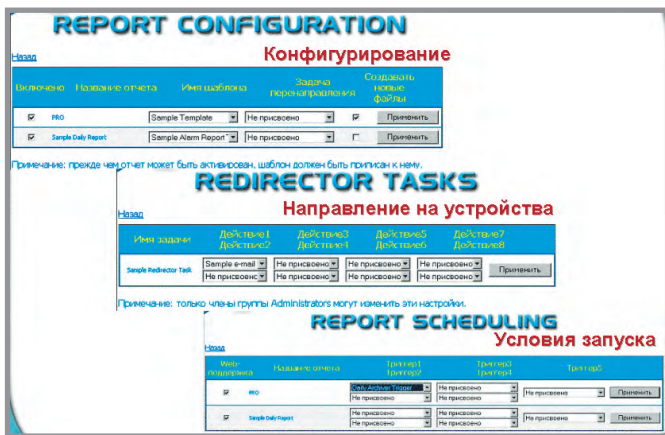 REPORT CONFIGURATION
Конфигурирование
Назад
Включено Название отчета Имя шаблона Задача перенаправления Создавать новые файлы
PRO Sample Template Не присвоено Применить
Sample Daily Report Sample Alarm Report Не присвоено Применить
Примечание: прежде чем отчет может быть активирован, шаблон должен быть приписан к нему.
REDIRECTOR TASKS
Направление на устройства
Назад
Имя задачи Действие1 Действие3 Действие5 Действие7
Действие2 Действие4 Действие6 Действие8
Sample Redirector Task Sample e-mail Не присвоено Не присвоено Не присвоено Применить
Не присвоено Не присвоено Не присвоено Не присвоено
Примечание: только члены группы Administrators могут изменить эти настройки.
REPORT SCHEDULING
Условия запуска
Назад
Web-поддержка Название отчета Триггер1 Триггер3 Триггер5
Триггер2 Триггер4
PRO Daily Archiver Trigger Не присвоено Не присвоено Применить
Не присвоено Не присвоено
Sample Daily Report Не присвоено Не присвоено Не присвоено Применить
Не присвоено Не присвоено